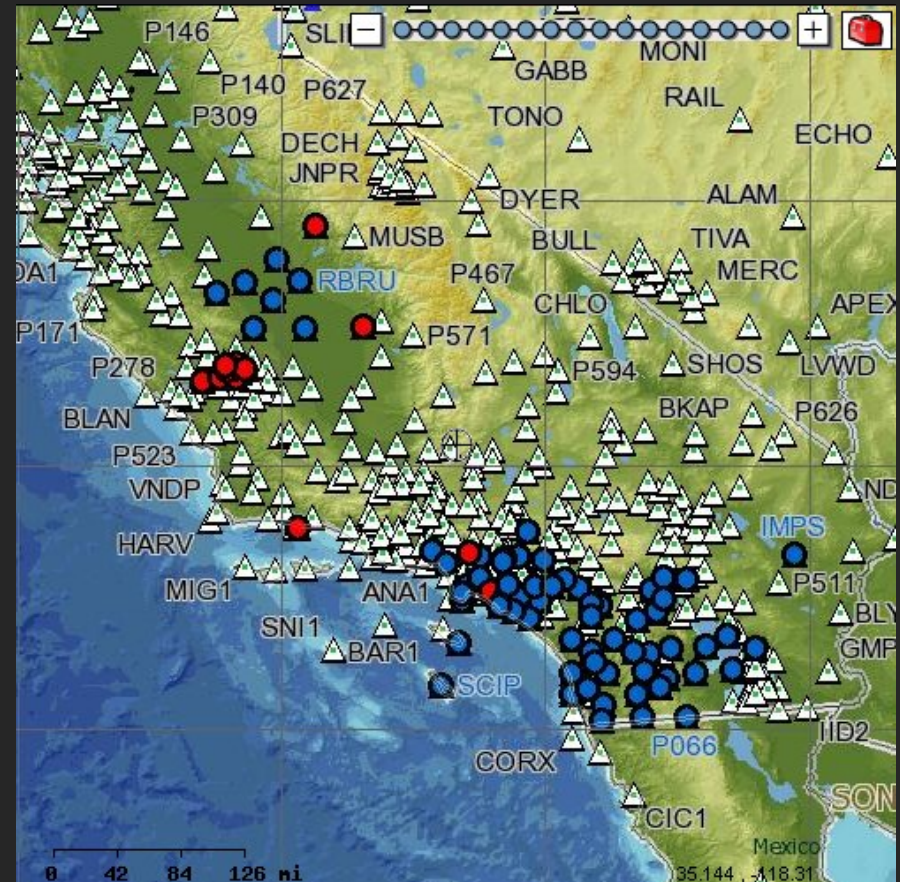 P146
SLI
−
+
MONI
GABB
P140
P627
RAIL
P309
TONO
ECHO
DECH
JNPR
DYER
ALAM
MUSB
BULL
TIVA
RBRU
P467
MERC
CHLO
APEX
P171
P571
P278
P594
SHOS
LVWD
BLAN
BKAP
P626
P523
VNDP
ND
IMPS
HARV
MIG1
ANA1
P511
BLY
SNI1
BAR1
GMP
SCIP
IID2
P066
CORX
SON
CIC1
Mexico
0 42 84 126 mi
35.144 , -118.31